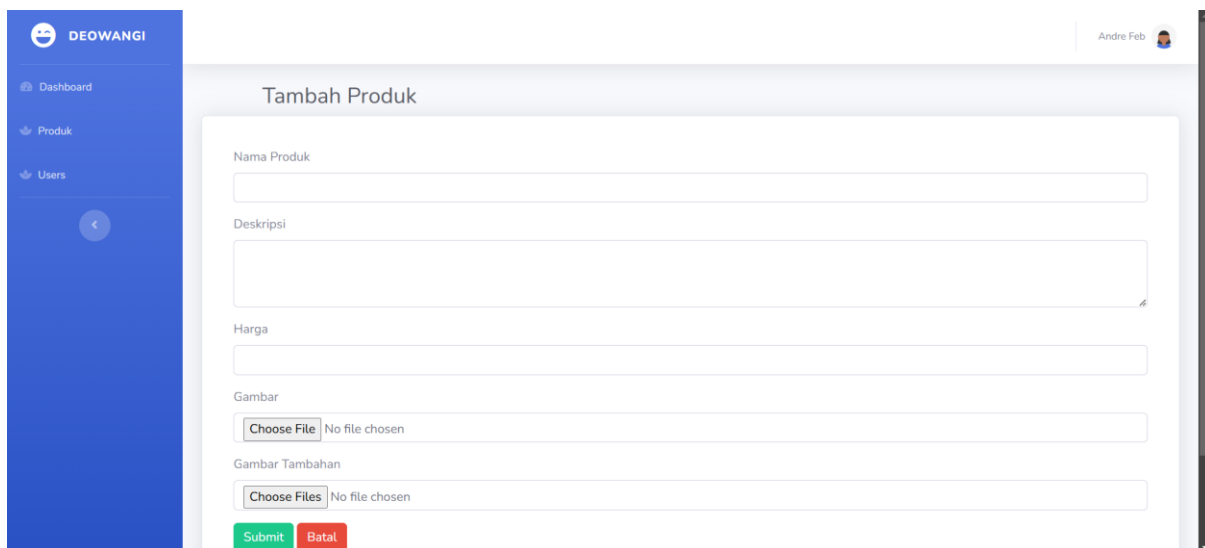 DEOWANGI
Andre Feb
Dashboard
Produk
Users
Tambah Produk
Nama Produk
Deskripsi
Harga
Gambar
Choose File No file chosen
Gambar Tambahan
Choose Files No file chosen
Submit Batal